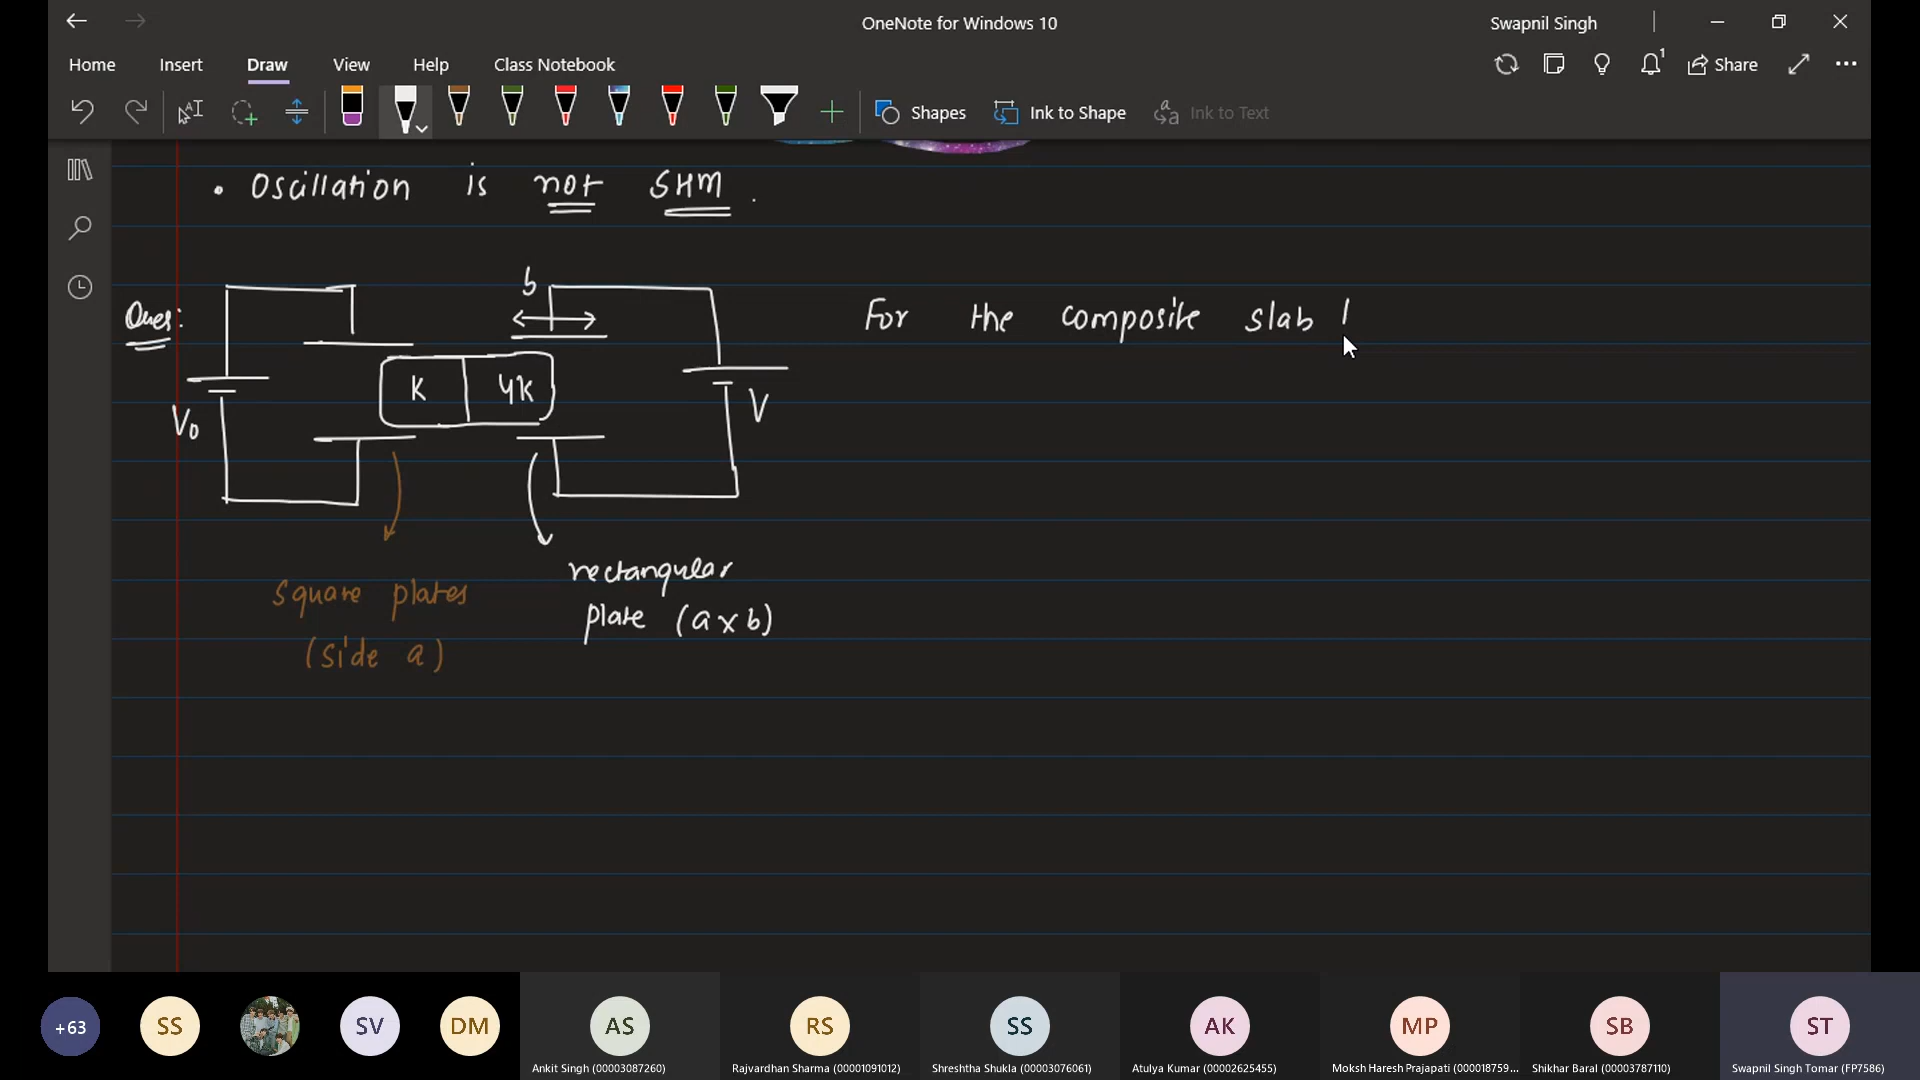 OneNote for Windows 10
Swapnil Singh
Home Insert Draw View Help Class Notebook
1
Share
Shapes
Ink to Shape
Ink to Text
. Oscillation is not SHM.
b
Ques:
For the composite slab
K 4K
V₀
V
square plates
(side a)
rectangular
plate (a x b)
+63
SS
SV
DM
AS
RS
SS
AK
MP
SB
ST
Ankit Singh (00003087260)
Rajvardhan Sharma (00001091012)
Shreshtha Shukla (00003076061)
Atulya Kumar (00002625455)
Moksh Haresh Prajapati (000018759...
Shikhar Baral (00003787110)
Swapnil Singh Tomar (FP7586)